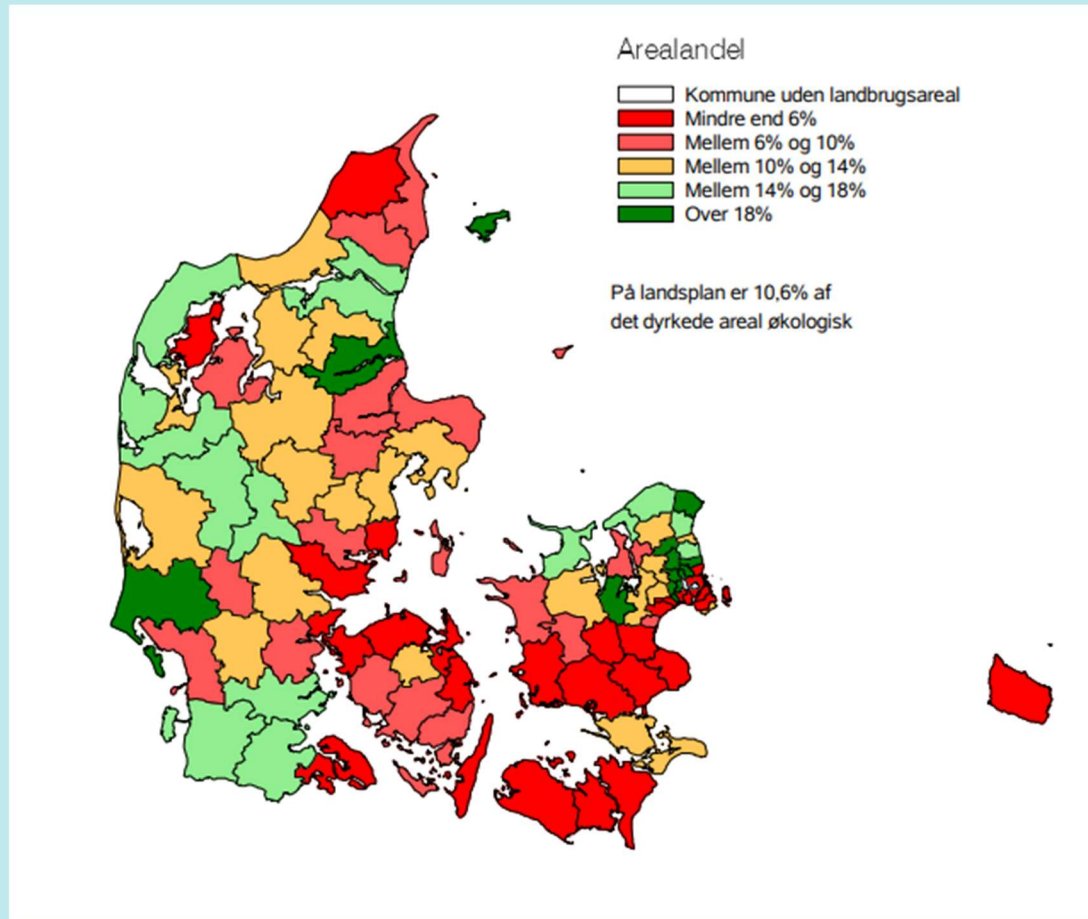 Arealandel
Kommune uden landbrugsareal
Mindre end 6%
Mellem 6% og 10%
Mellem 10% og 14%
Mellem 14% og 18%
Over 18%
På landsplan er 10,6% af
det dyrkede areal økologisk